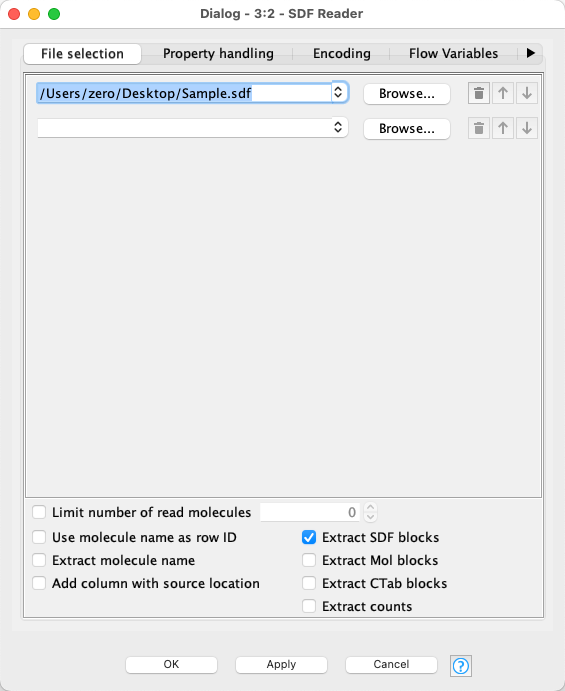 Dialog - 3:2 - SDF Reader
File selection Property handling Encoding Flow Variables
/Users/zero/Desktop/Sample.sdf Browse...
Browse...
Limit number of read molecules 0
Use molecule name as row ID Extract SDF blocks
Extract molecule name Extract Mol blocks
Add column with source location Extract CTab blocks
Extract counts
OK Apply Cancel ?